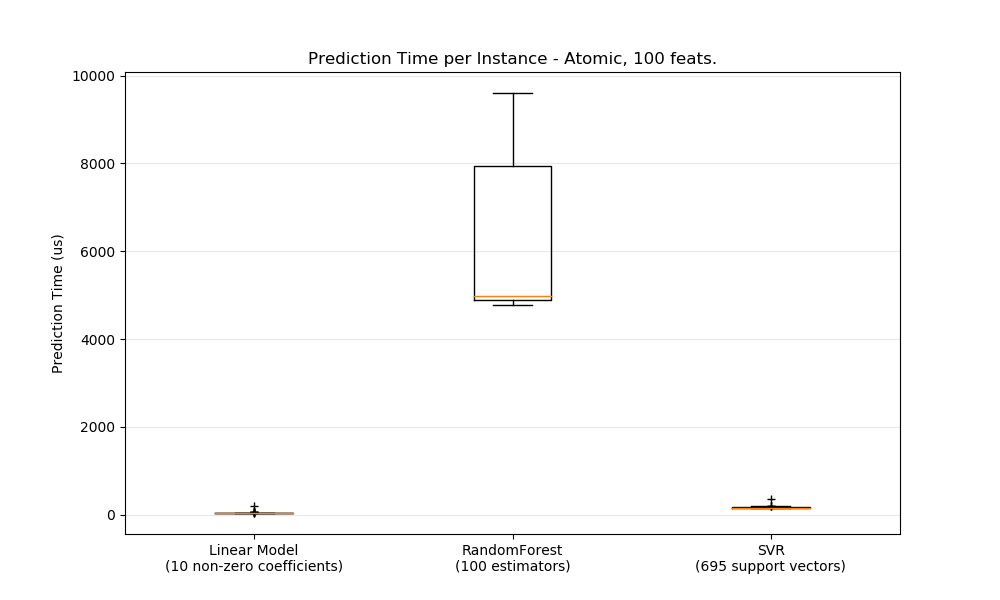 Prediction Time per Instance - Atomic, 100 feats.
Prediction Time (us)
10000
8000
6000
4000
2000
0
Linear Model
(10 non-zero coefficients)
RandomForest
(100 estimators)
SVR
(695 support vectors)